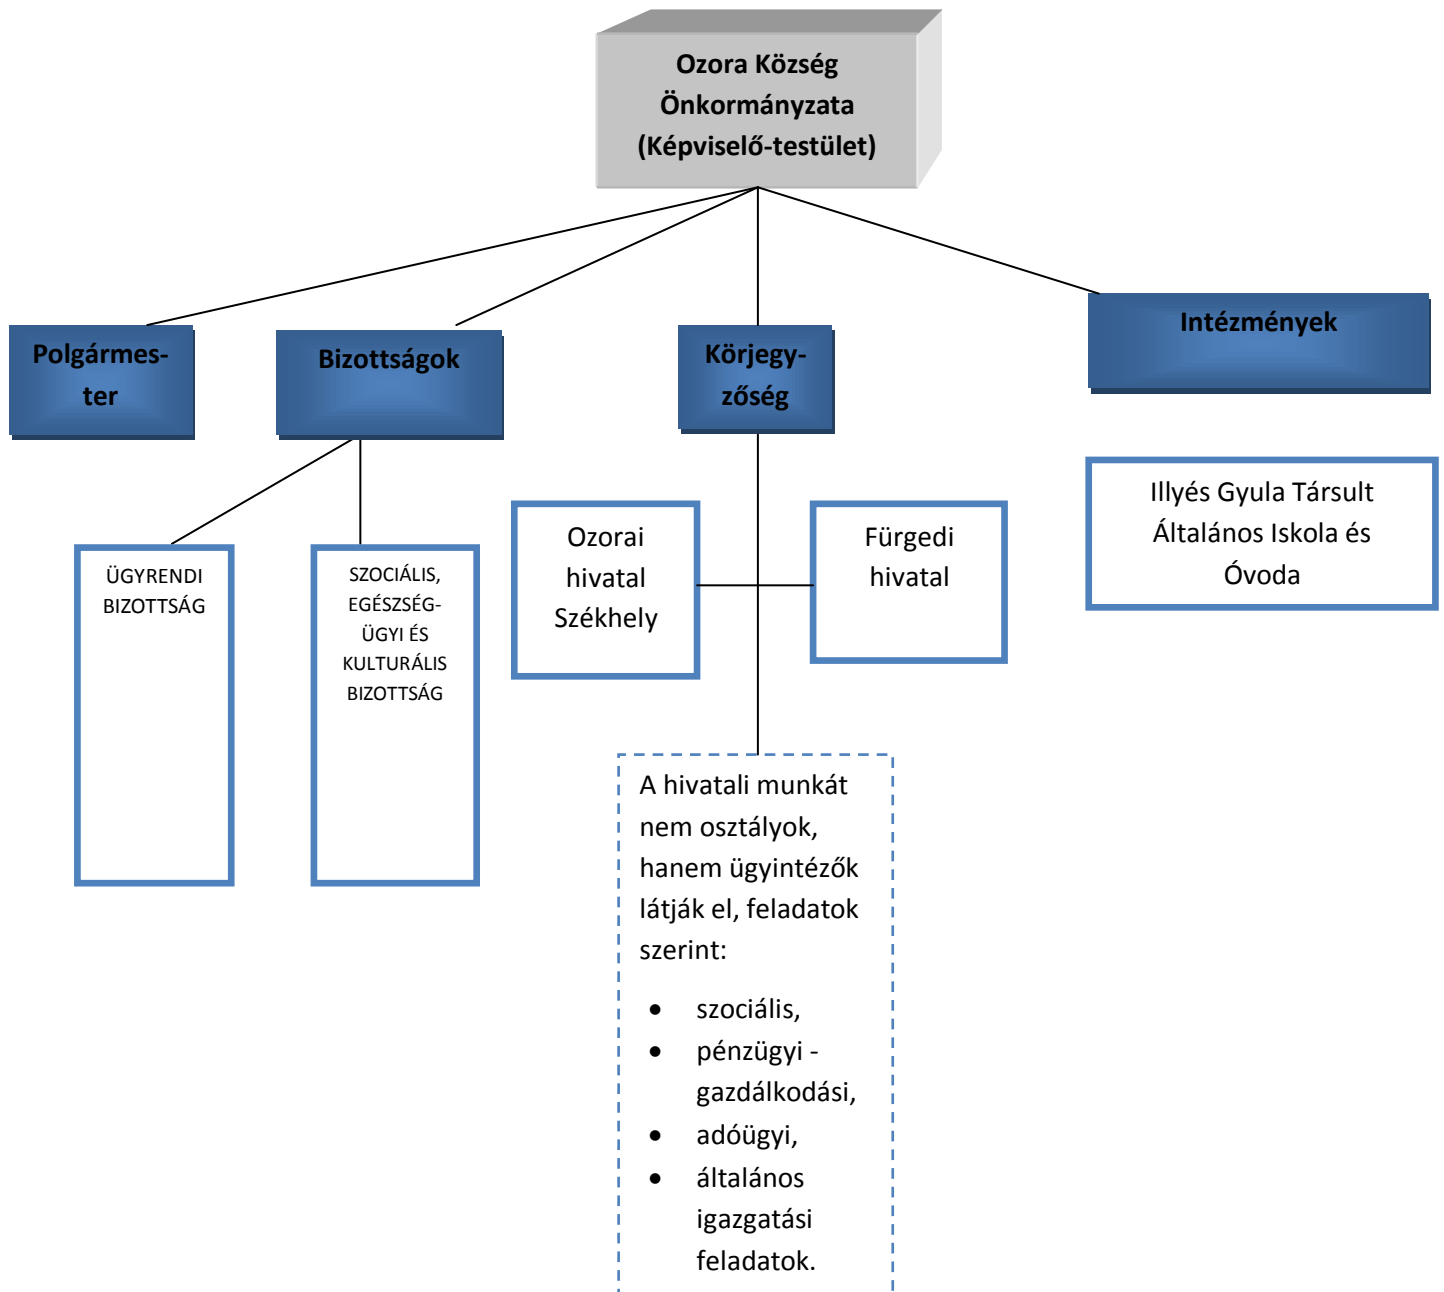 Ozora Község
Önkormányzata
(Képviselő-testület)
Polgármes-
ter
Bizottságok
Körjegy-
zőség
Intézmények
ÜGYRENDI
BIZOTTSÁG
SZOCIÁLIS,
EGÉSZSÉG-
ÜGYI ÉS
KULTURÁLIS
BIZOTTSÁG
Ozorai
hivatal
Székhely
Fürgedi
hivatal
Illyés Gyula Társult
Általános Iskola és
Óvoda
A hivatali munkát
nem osztályok,
hanem ügyintézők
látják el, feladatok
szerint:
• szociális,
• pénzügyi -
gazdálkodási,
• adóügyi,
• általános
igazgatási
feladatok.